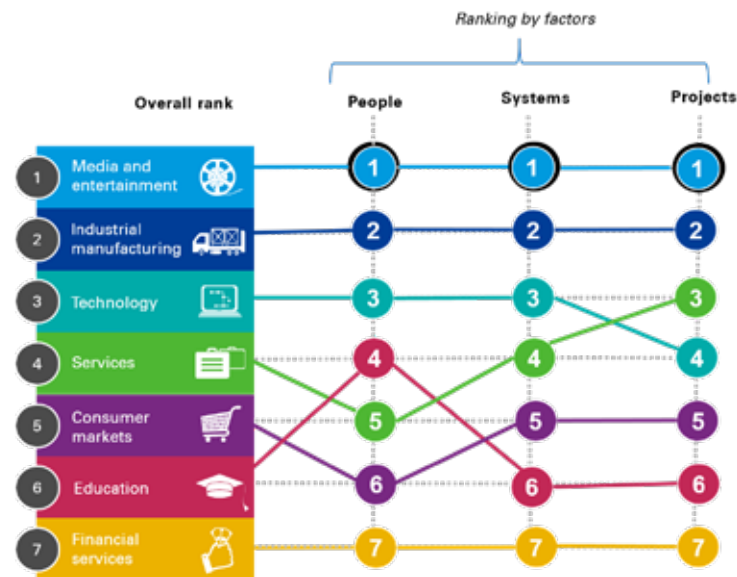 Ranking by factors
Overall rank People Systems Projects
1 Media and
entertainment 1 1 1
2 Industrial
manufacturing 2 2 2
3 Technology 3 3 3
4 Services 4 4 4
5 Consumer
markets 5 5 5
6 Education 6 6 6
7 Financial
services 7 7 7